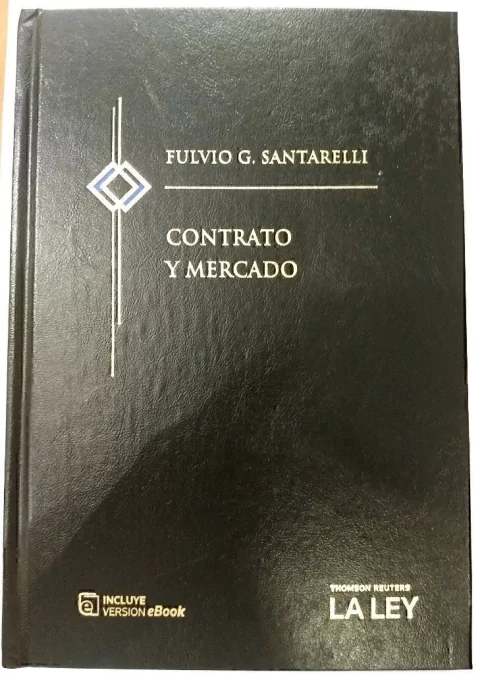 FULVIO G. SANTARELLI
CONTRATO
Y MERCADO
e
INCLUYE
VERSION eBook
THOMSON REUTERS
LA LEY